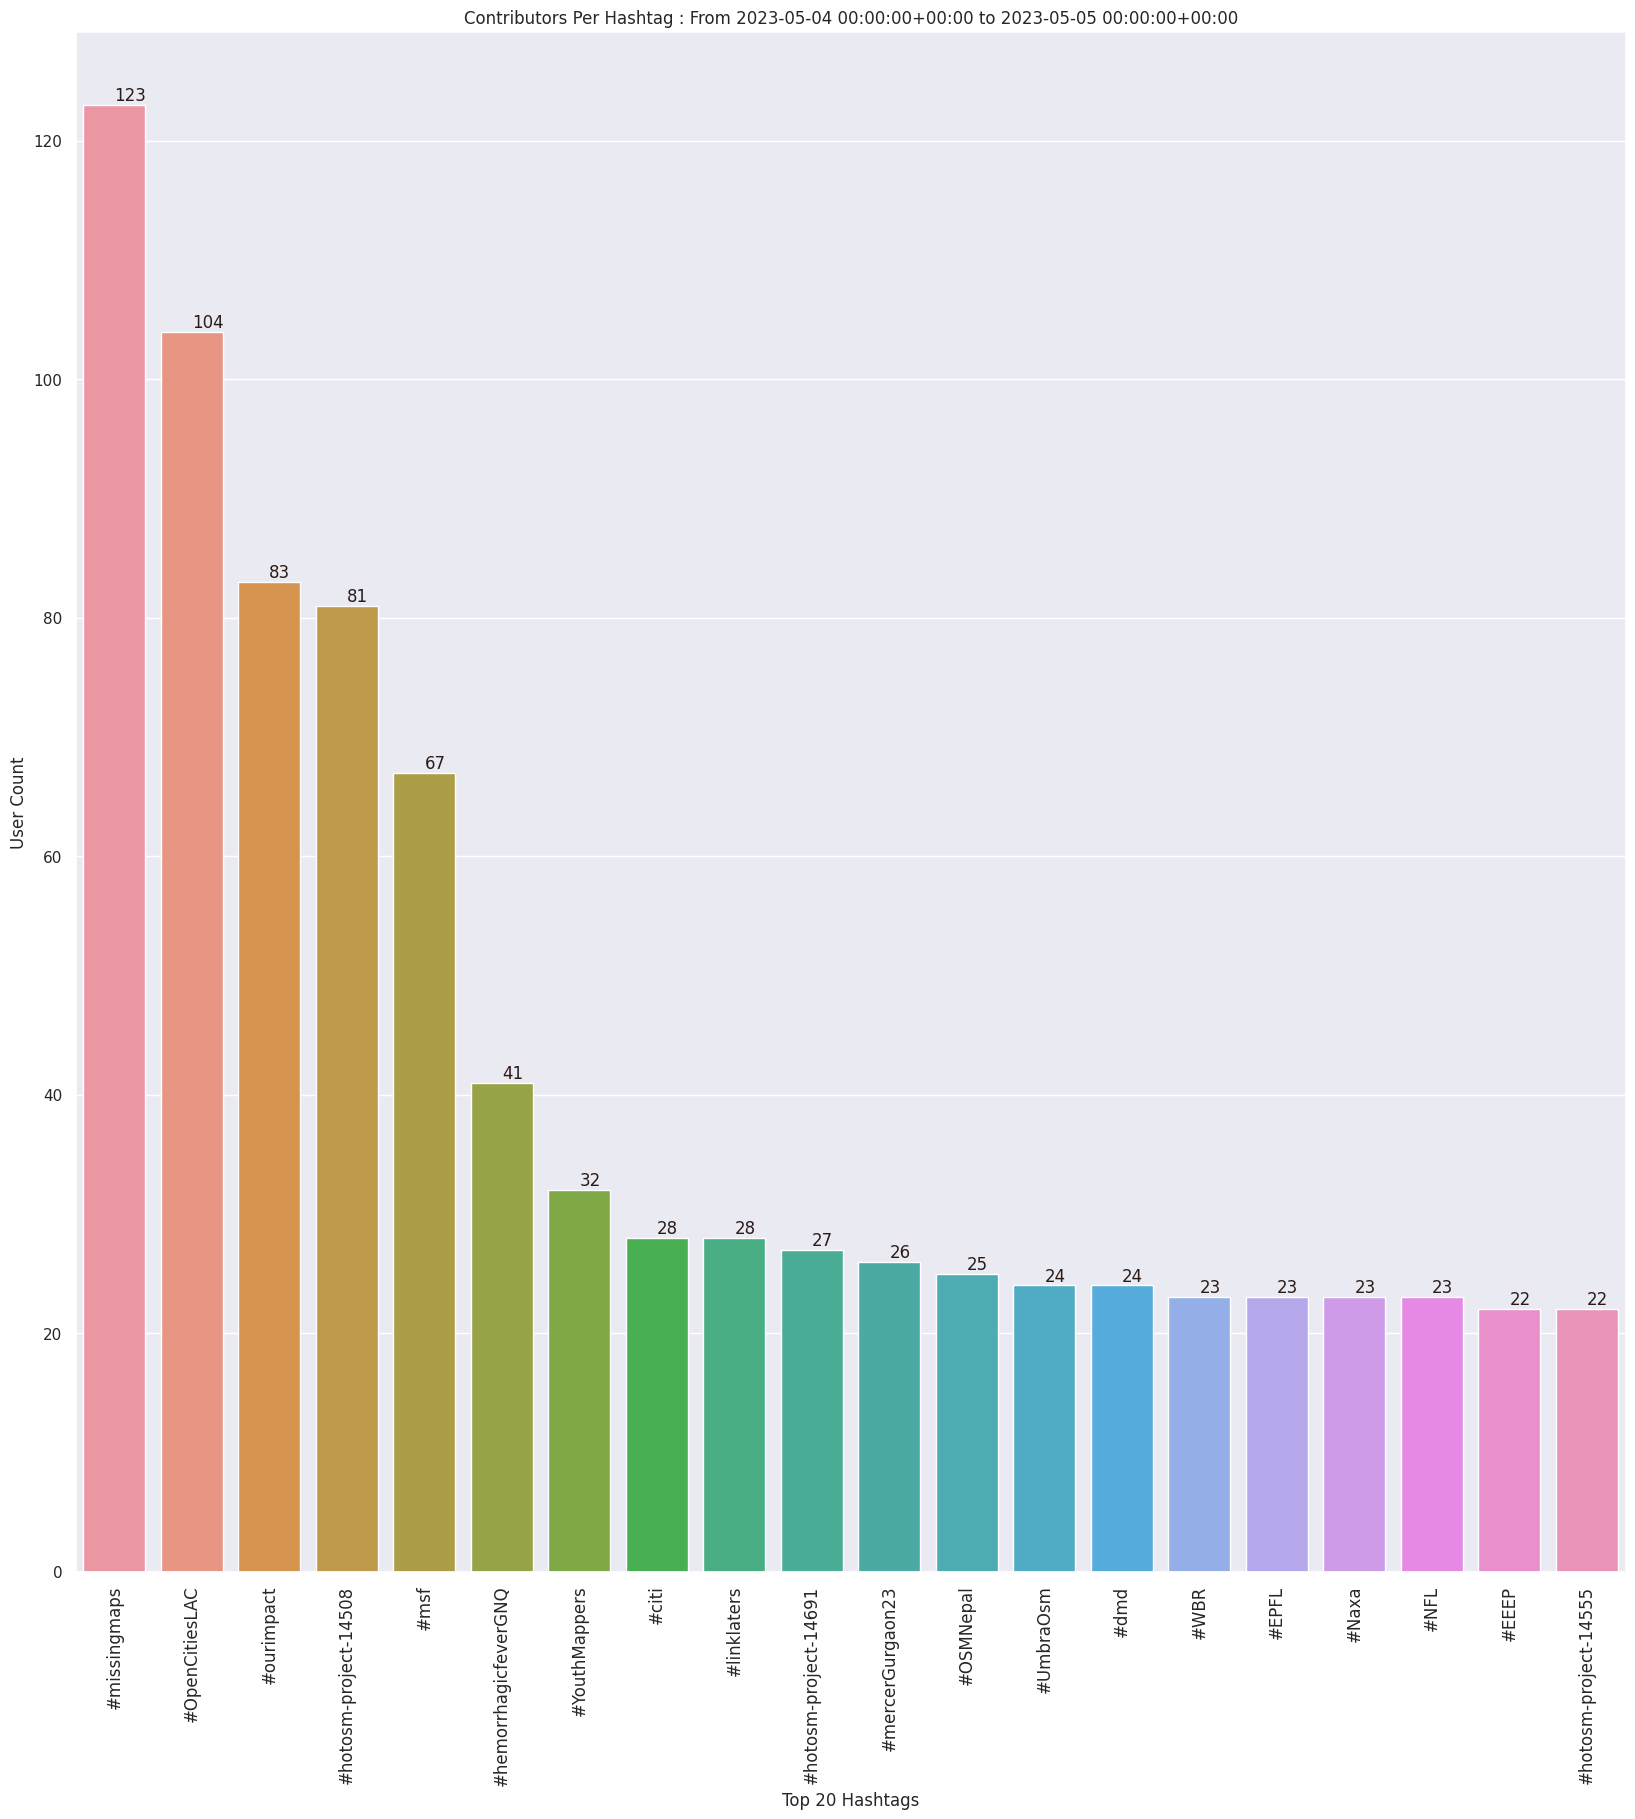 Contributors Per Hashtag : From 2023-05-04 00:00:00+00:00 to 2023-05-05 00:00:00+00:00
User Count
120
100
80
60
40
20
0
123
104
83
81
67
41
32
28
28
27
26
25
24
24
23
23
23
23
22
22
#missingmaps
#OpenCitiesLAC
#ourimpact
#hotosm-project-14508
#msf
#hemorrhagicfeverGNQ
#YouthMappers
#citi
#linklaters
#hotosm-project-14691
#mercerGurgaon23
#OSMNepal
#UmbraOsm
#dmd
#WBR
#EPFL
#Naxa
#NFL
#EEEP
#hotosm-project-14555
Top 20 Hashtags